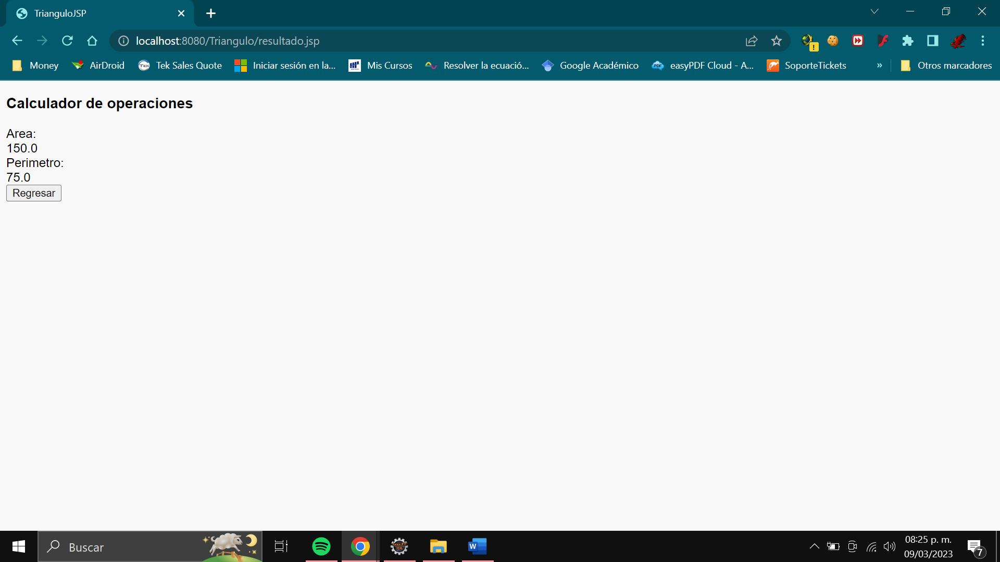 TrianguloJSP
localhost:8080/Triangulo/resultado.jsp
Money AirDroid Tek Sales Quote Iniciar sesión en la... Mis Cursos Resolver la ecuació... Google Académico easyPDF Cloud - A... SoporteTickets » Otros marcadores
Calculador de operaciones
Area:
150.0
Perimetro:
75.0
Regresar
Buscar
08:25 p. m.
09/03/2023
7